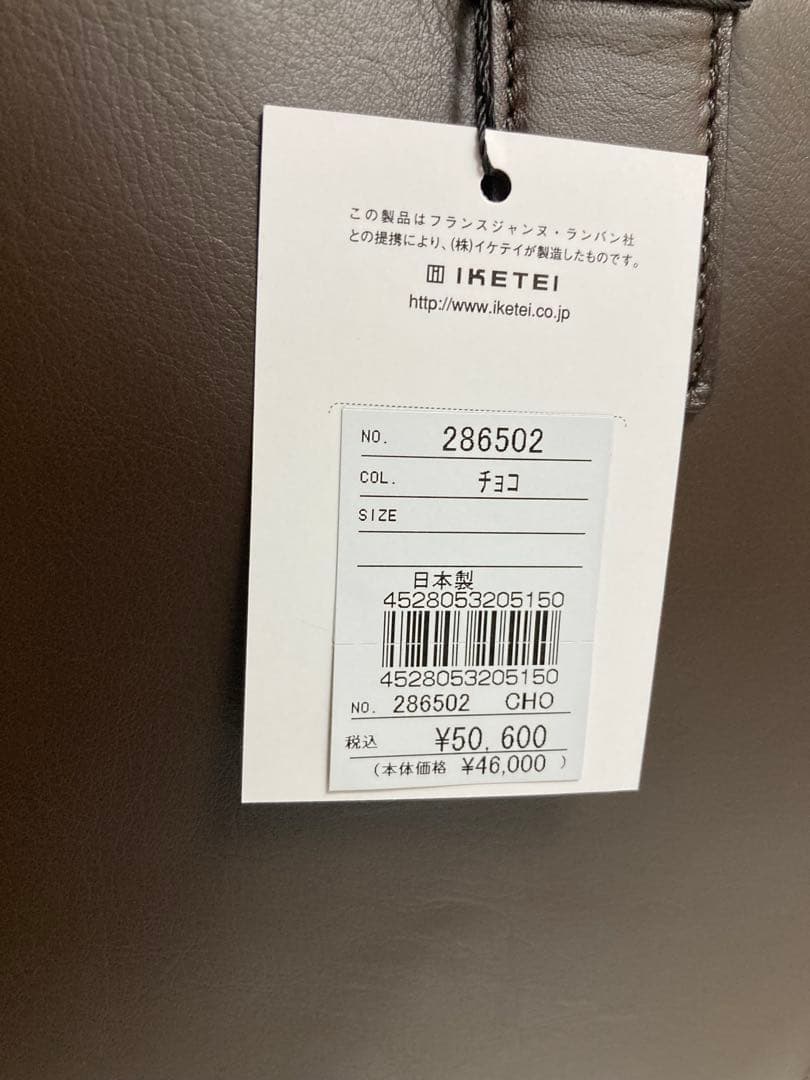 この製品はフランスジャンヌ・ランバン社
との提携により、(株)イケテイが製造したものです。
IKETEI
http://www.iketei.co.jp
NO. 286502
COL. ﾁｮｺ
SIZE
日本製
4528053205150
4528053205150
NO. 286502 CHO
税込 ¥50,600
(本体価格 ¥46,000 )